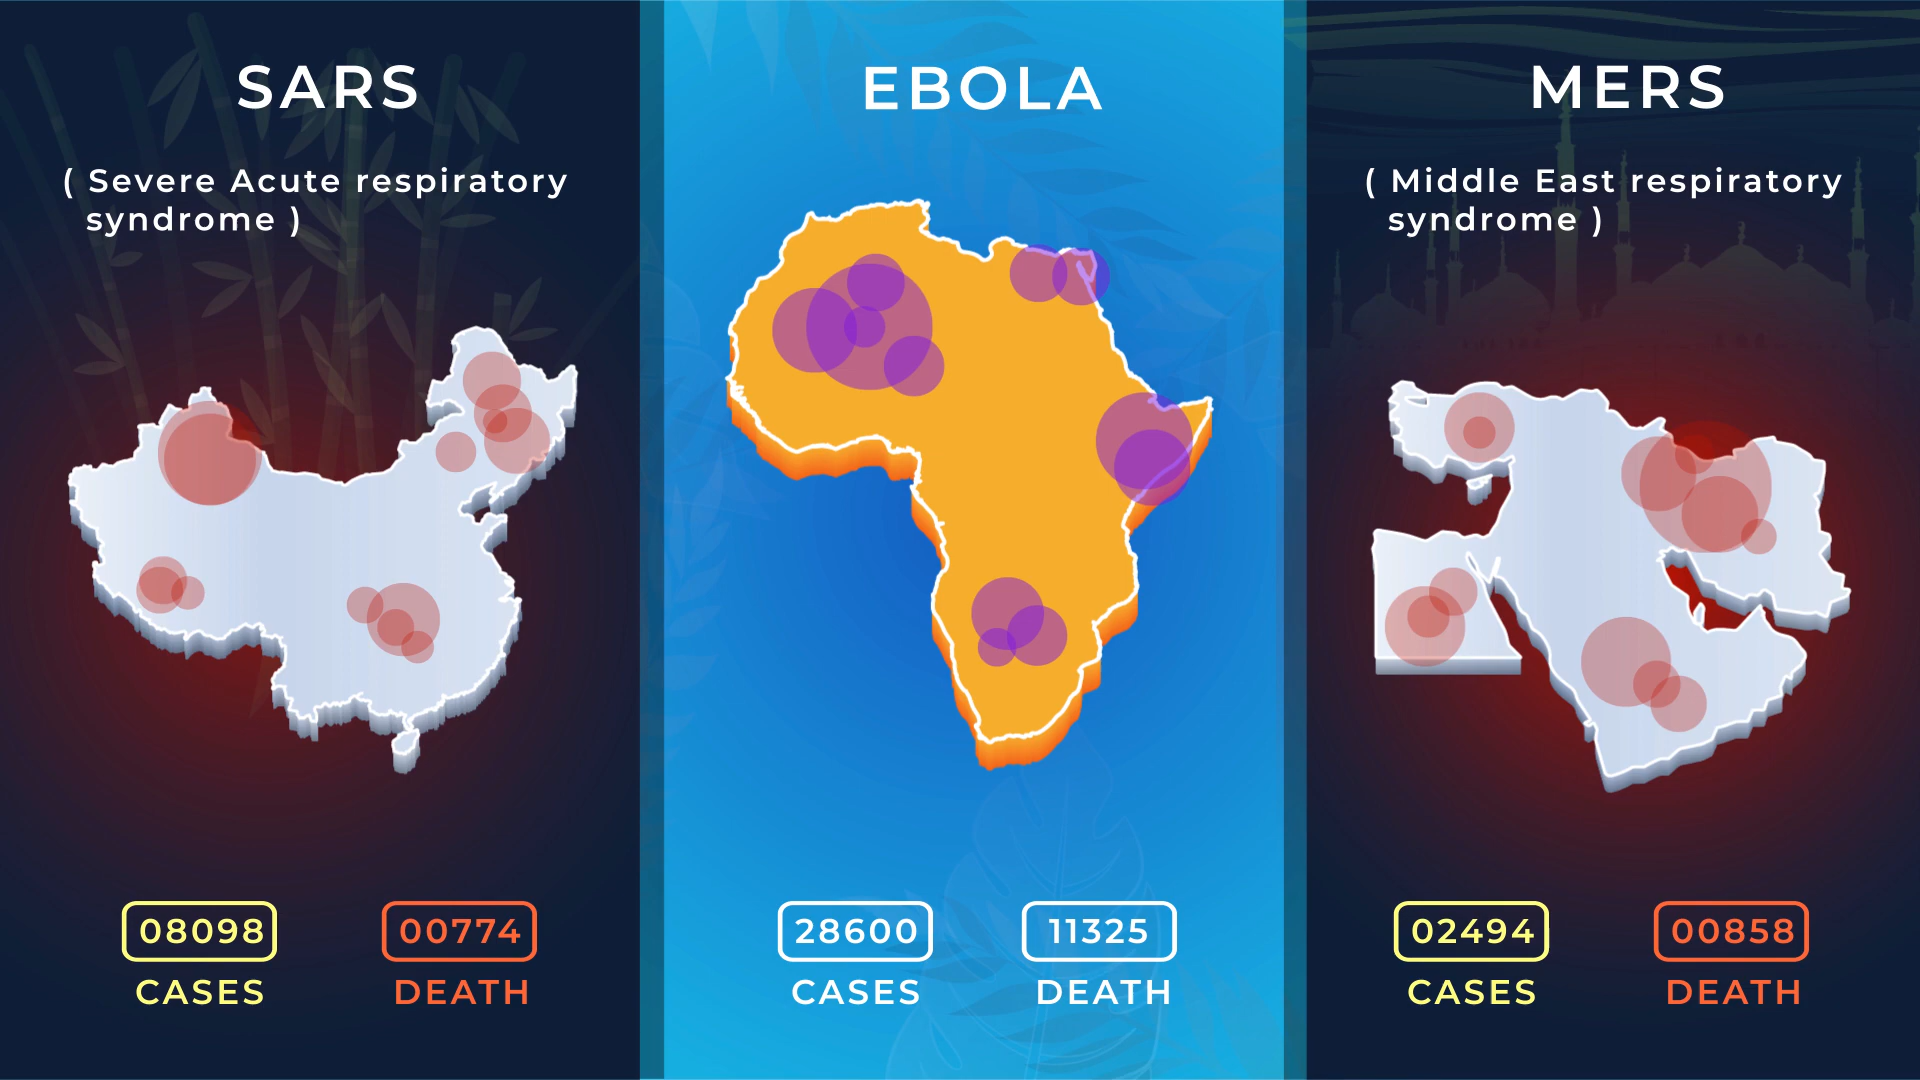 SARS
( Severe Acute respiratory
syndrome )
08098
CASES
00774
DEATH
EBOLA
28600
CASES
11325
DEATH
MERS
( Middle East respiratory
syndrome )
02494
CASES
00858
DEATH